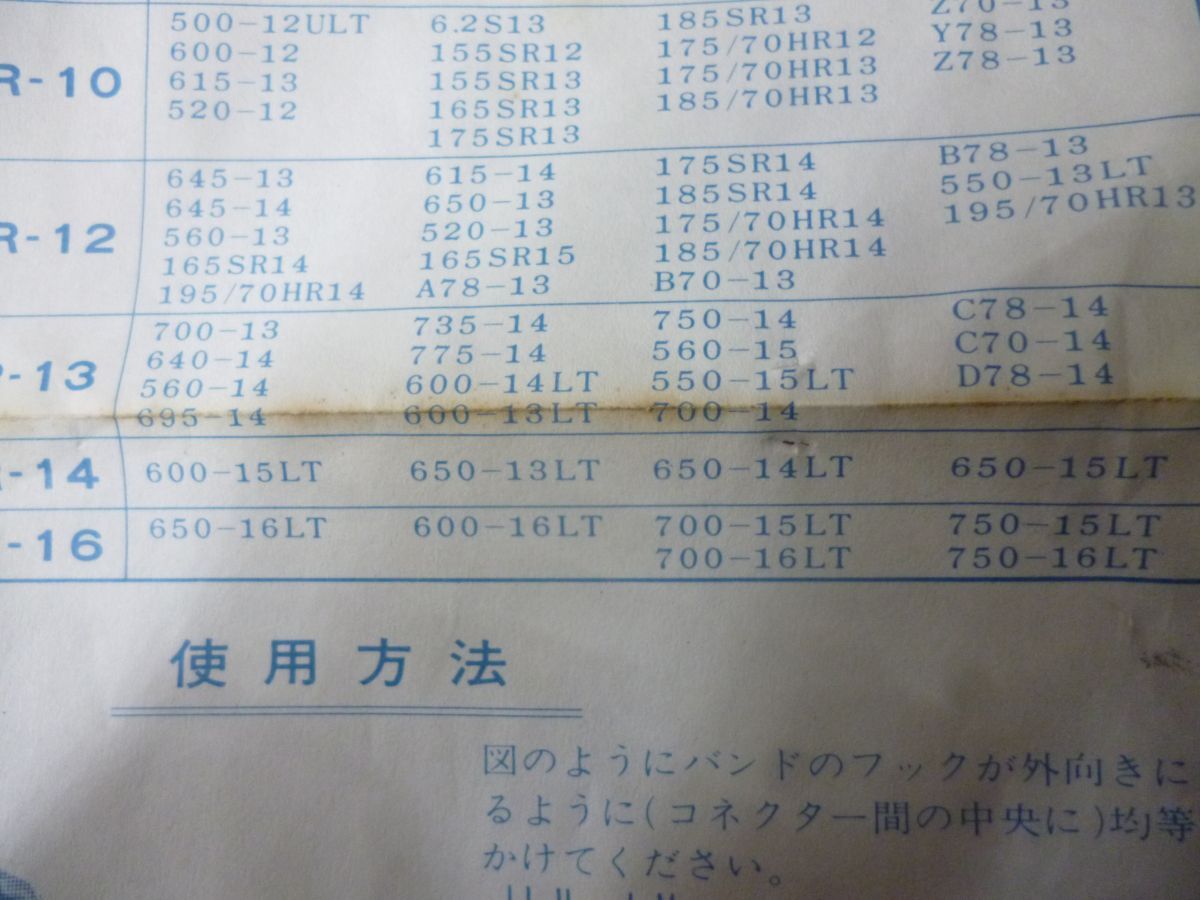 500-12ULT 6.2S13 185SR13 Z70-13
600-12 155SR12 175/70HR12 Y78-13
R-10 615-13 155SR13 175/70HR13 Z78-13
520-12 165SR13 185/70HR13
175SR13
645-13 615-14 175SR14 B78-13
645-14 650-13 185SR14 550-13LT
R-12 560-13 520-13 175/70HR14 195/70HR13
165SR14 165SR15 185/70HR14
195/70HR14 A78-13 B70-13
700-13 735-14 750-14 C78-14
640-14 775-14 560-15 C70-14
-13 560-14 600-14LT 550-15LT D78-14
695-14 600-13LT 700-14
-14 600-15LT 650-13LT 650-14LT 650-15LT
-16 650-16LT 600-16LT 700-15LT 750-15LT
700-16LT 750-16LT
使用方法
図のようにバンドのフックが外向きに
るように(コネクター間の中央に)均等
かけてください。